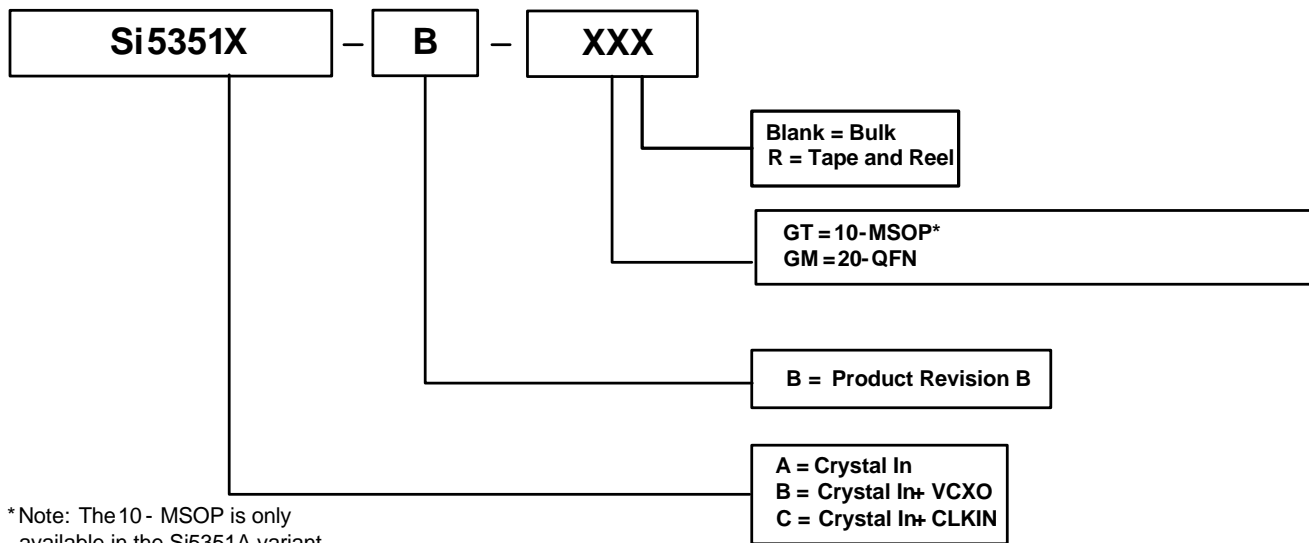 Si5351X – B – XXX
Blank = Bulk
R = Tape and Reel
GT = 10-MSOP*
GM = 20-QFN
B = Product Revision B
A = Crystal In
B = Crystal In+ VCXO
C = Crystal In+ CLKIN
*Note: The 10 - MSOP is only
available in the Si5351A variant